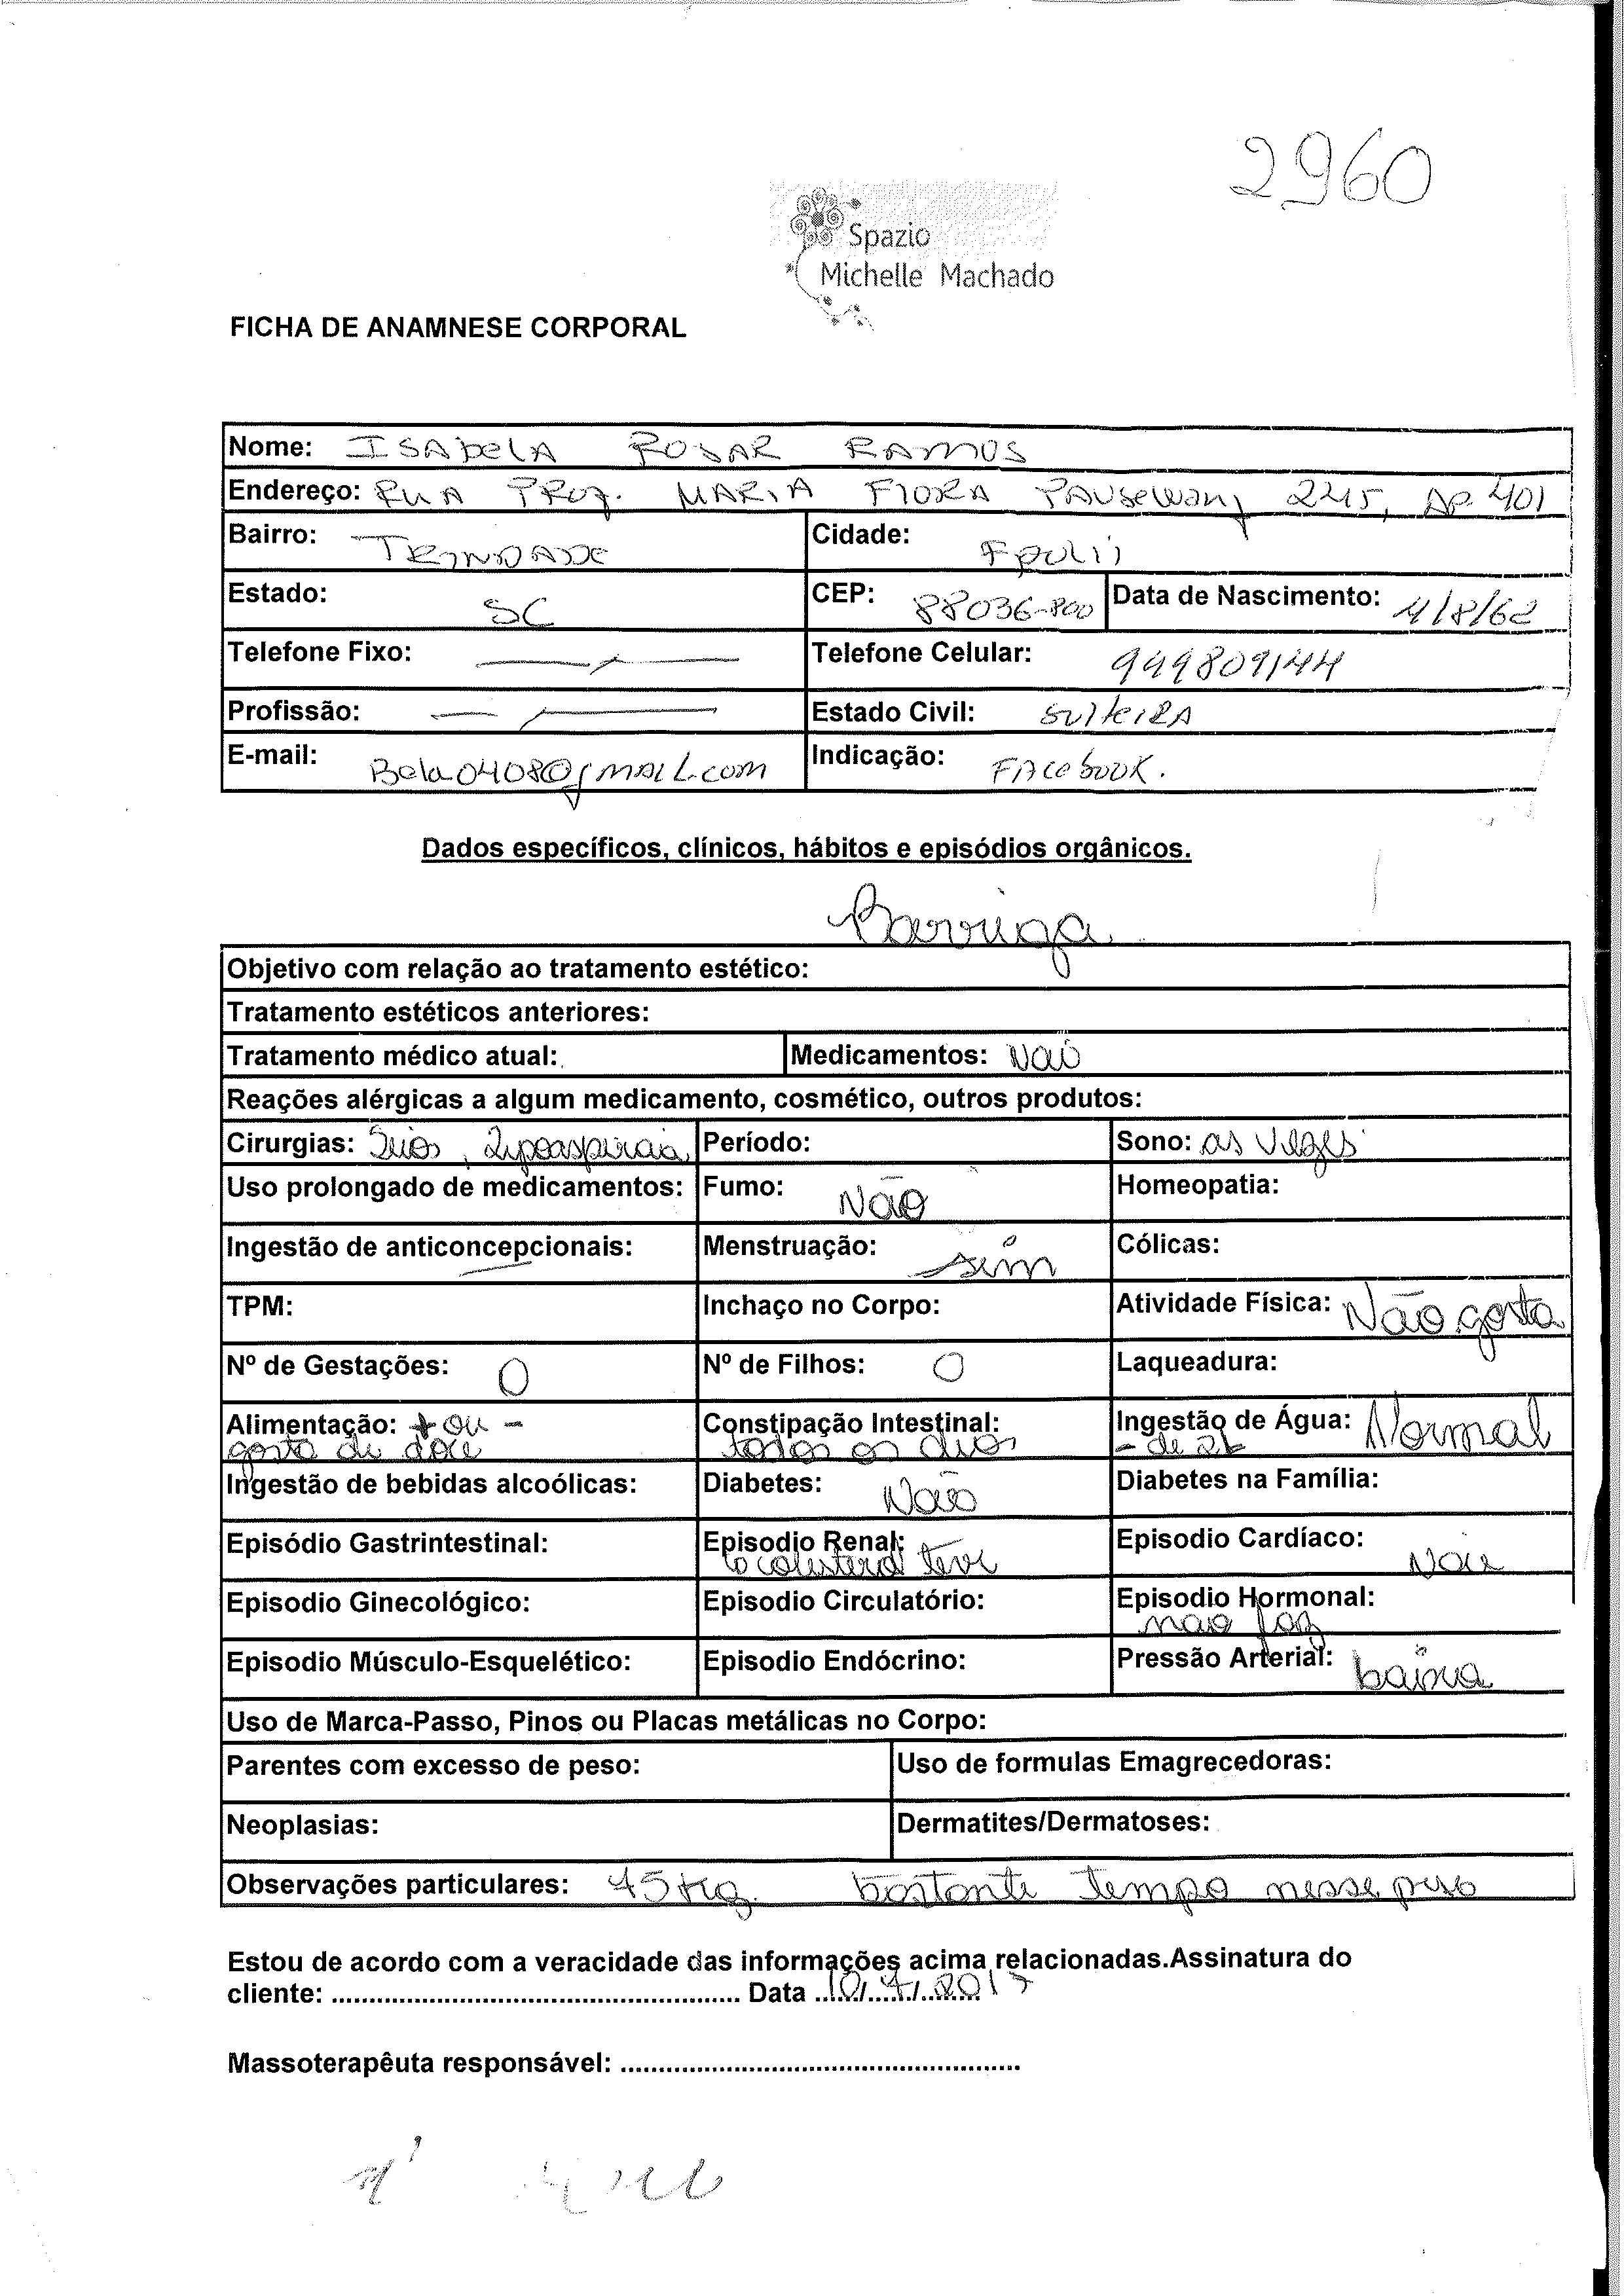 2960
Spazio
Michelle Machado
FICHA DE ANAMNESE CORPORAL
Nome: ISAbelA ROSAR RAMOS
Endereço: RUA PROf. MARIA FIORA PAUSEWANg 245, AP 401
Bairro: TRINDADE Cidade: Fpolis
Estado: SC CEP: 88036-800 Data de Nascimento: 4/8/62
Telefone Fixo: Telefone Celular: 999809144
Profissão: Estado Civil: SolteiRA
E-mail: Bela0408@gmail.com Indicação: FAcebook.
Dados específicos, clínicos, hábitos e episódios orgânicos.
Barriga
Objetivo com relação ao tratamento estético:
Tratamento estéticos anteriores:
Tratamento médico atual: Medicamentos: Não
Reações alérgicas a algum medicamento, cosmético, outros produtos:
Cirurgias: Seios, Período: Sono: as vezes
Uso prolongado de medicamentos: Fumo: Não Homeopatia:
Ingestão de anticoncepcionais: Menstruação: sim Cólicas:
TPM: Inchaço no Corpo: Atividade Física: Não gosta
Nº de Gestações: 0 Nº de Filhos: 0 Laqueadura:
Alimentação: + ou - gosta de doce Constipação Intestinal: todos os dias Ingestão de Água: Normal - de 2L
Ingestão de bebidas alcoólicas: Diabetes: Não Diabetes na Família:
Episódio Gastrintestinal: Episodio Renal: colesterol teve Episodio Cardíaco: Não
Episodio Ginecológico: Episodio Circulatório: Episodio Hormonal: não faz
Episodio Músculo-Esquelético: Episodio Endócrino: Pressão Arterial: baixa
Uso de Marca-Passo, Pinos ou Placas metálicas no Corpo:
Parentes com excesso de peso: Uso de formulas Emagrecedoras:
Neoplasias: Dermatites/Dermatoses:
Observações particulares: 75 kg. bastante tempo nesse peso
Estou de acordo com a veracidade das informações acima relacionadas.Assinatura do
cliente: ........ Data 10/7/2017
Massoterapêuta responsável: ........